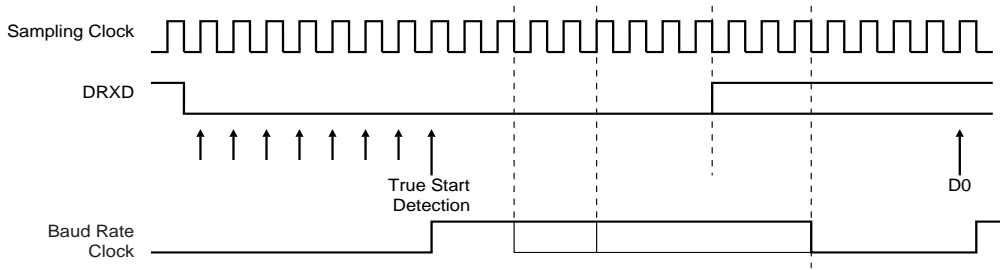 Sampling Clock
DRXD
True Start
Detection
D0
Baud Rate
Clock